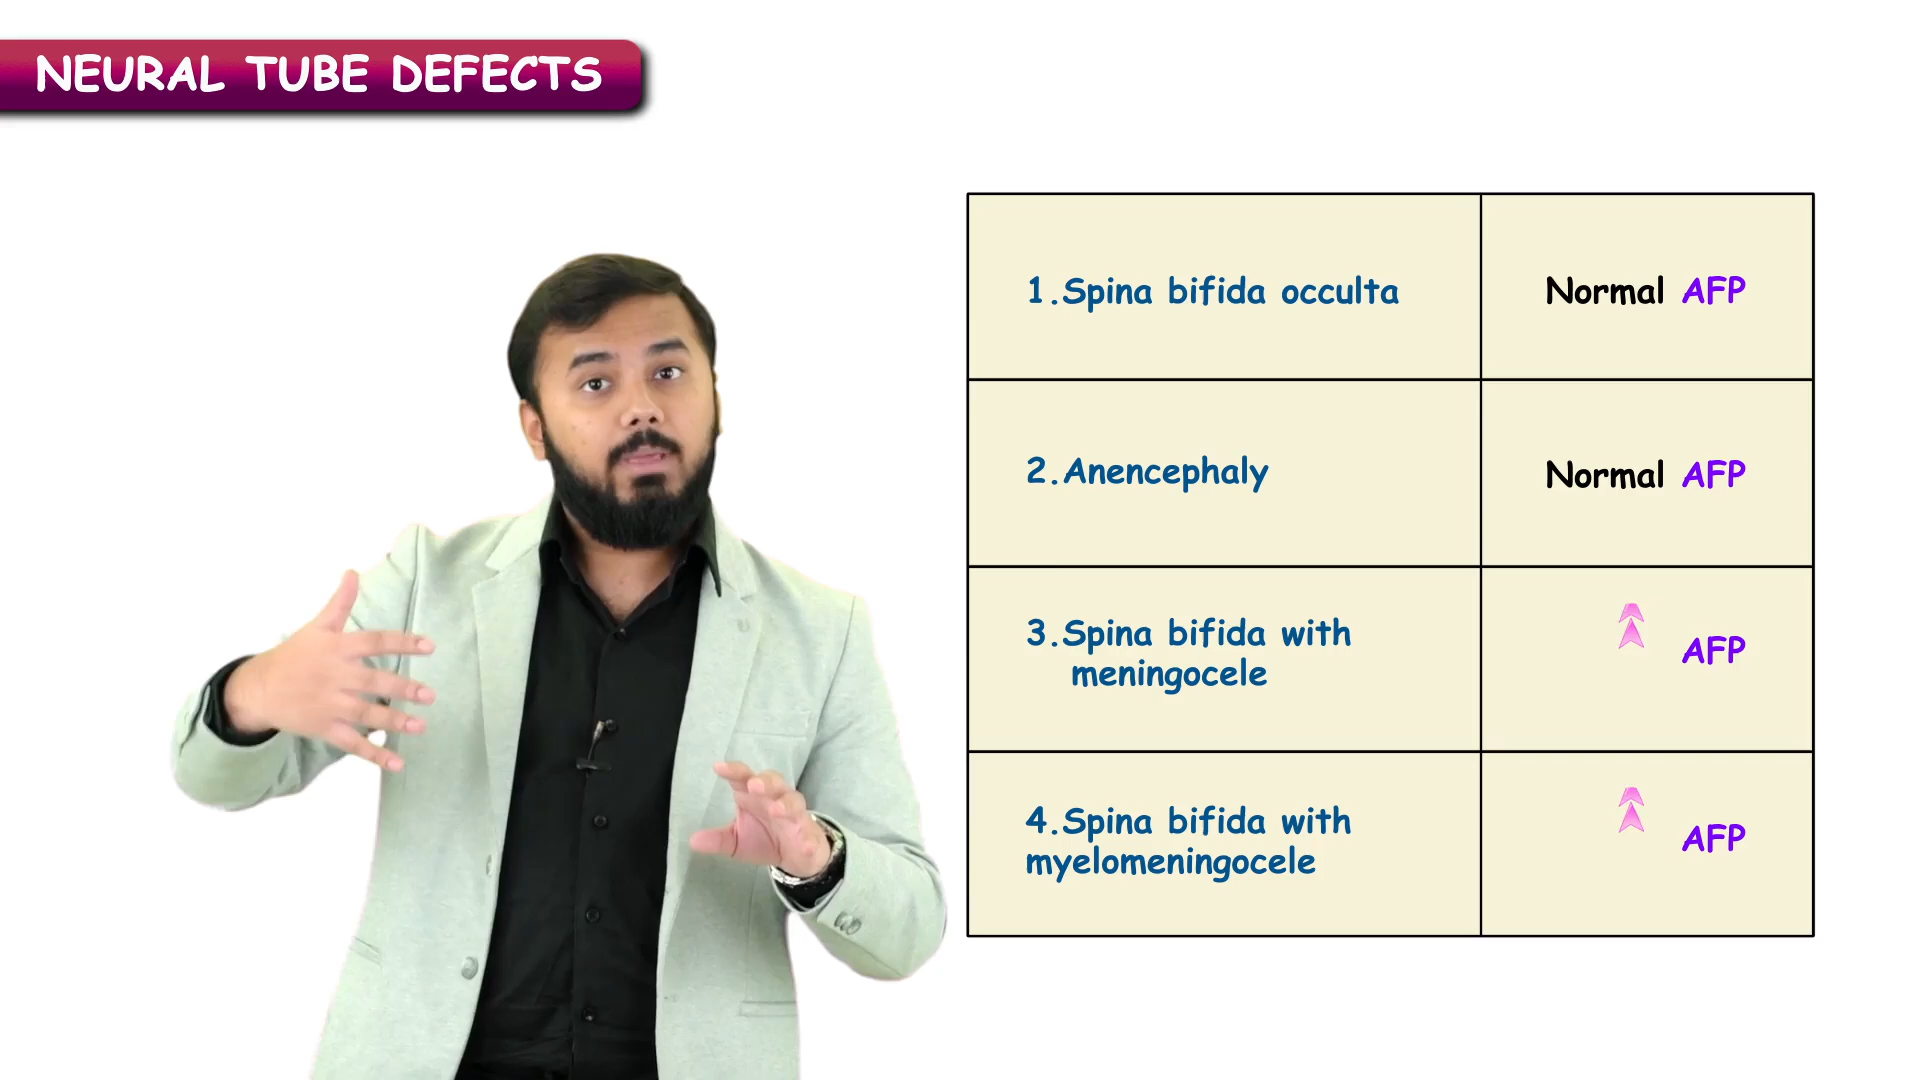 NEURAL TUBE DEFECTS
1.Spina bifida occulta
Normal AFP
2.Anencephaly
Normal AFP
3.Spina bifida with
meningocele
AFP
4.Spina bifida with
myelomeningocele
AFP